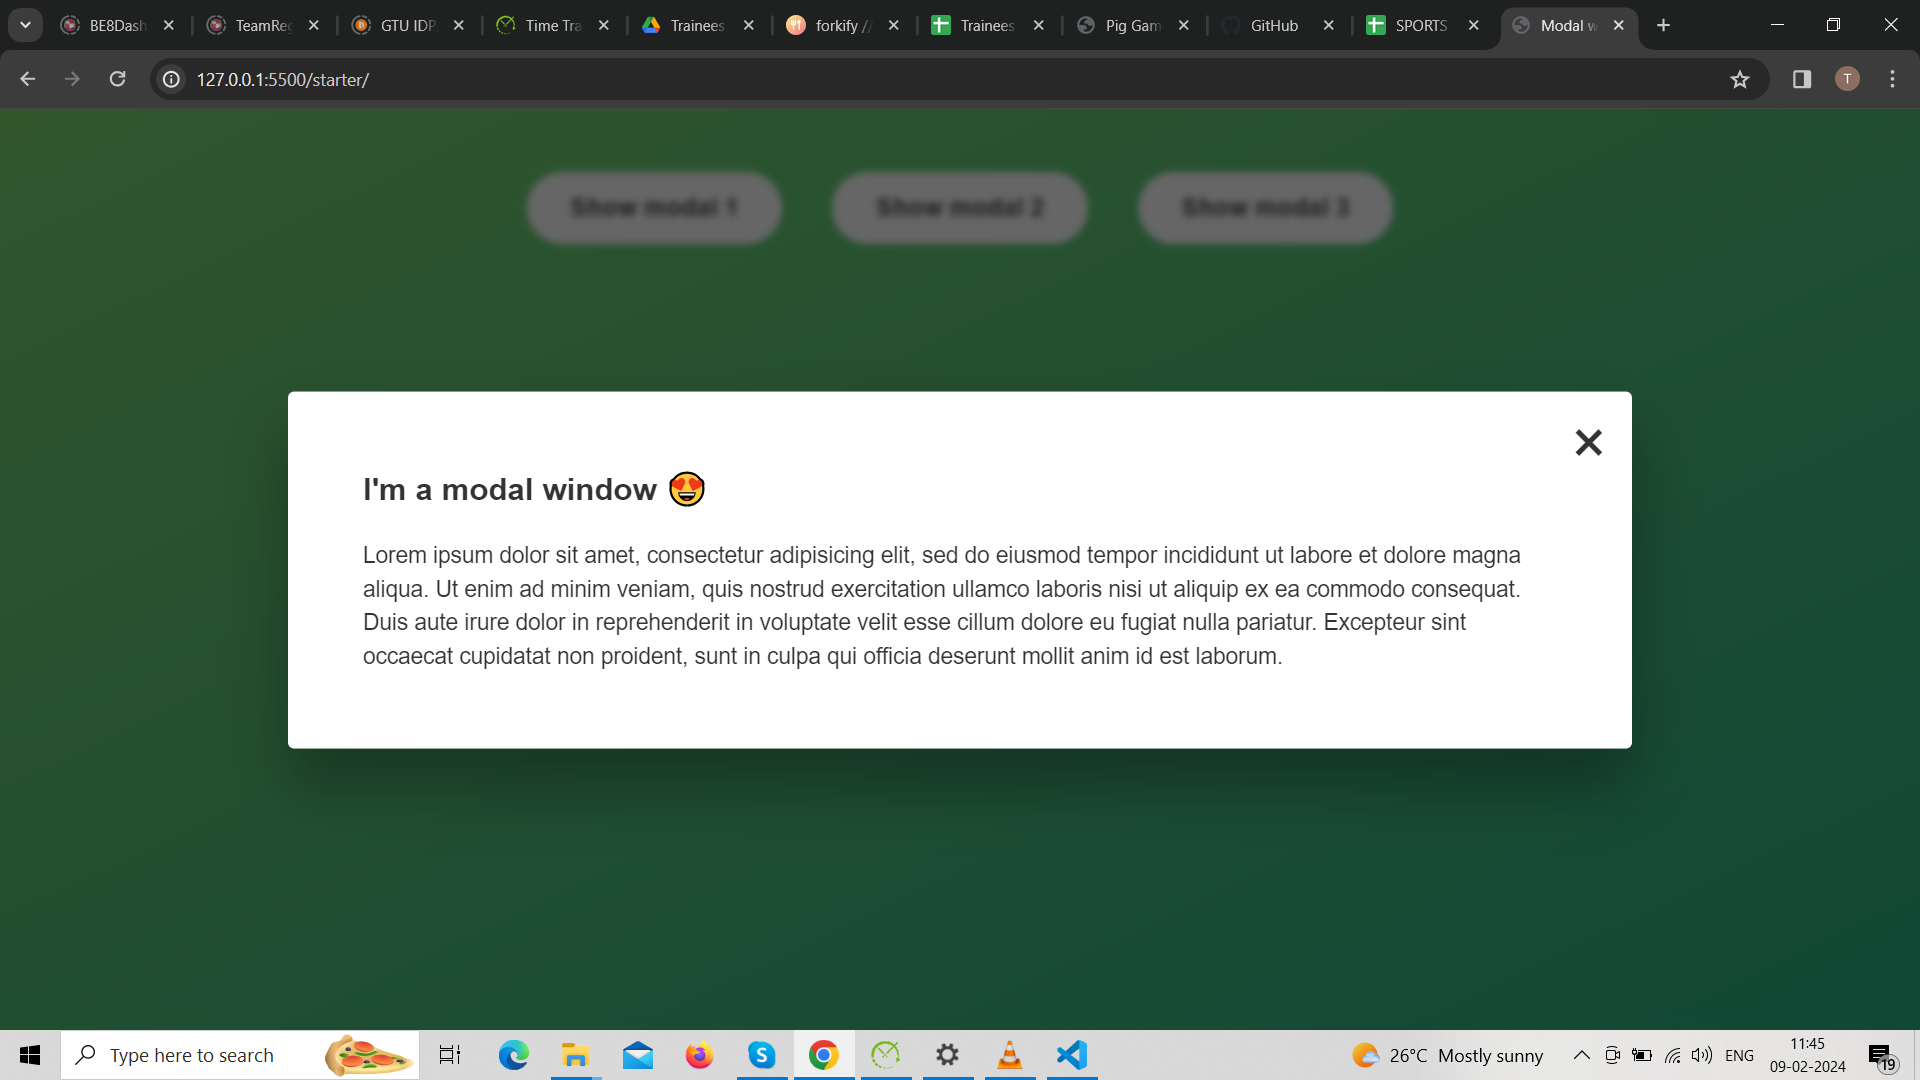 BE8Dash
TeamReg
GTU IDP
Time Tra
Trainees
forkify //
Trainees
Pig Gam
GitHub
SPORTS
Modal w
127.0.0.1:5500/starter/
T
Show modal 1
Show modal 2
Show modal 3
I'm a modal window 😍
Lorem ipsum dolor sit amet, consectetur adipisicing elit, sed do eiusmod tempor incididunt ut labore et dolore magna
aliqua. Ut enim ad minim veniam, quis nostrud exercitation ullamco laboris nisi ut aliquip ex ea commodo consequat.
Duis aute irure dolor in reprehenderit in voluptate velit esse cillum dolore eu fugiat nulla pariatur. Excepteur sint
occaecat cupidatat non proident, sunt in culpa qui officia deserunt mollit anim id est laborum.
Type here to search
26°C Mostly sunny
ENG
11:45
09-02-2024
19